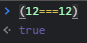 > (12===12)
< true